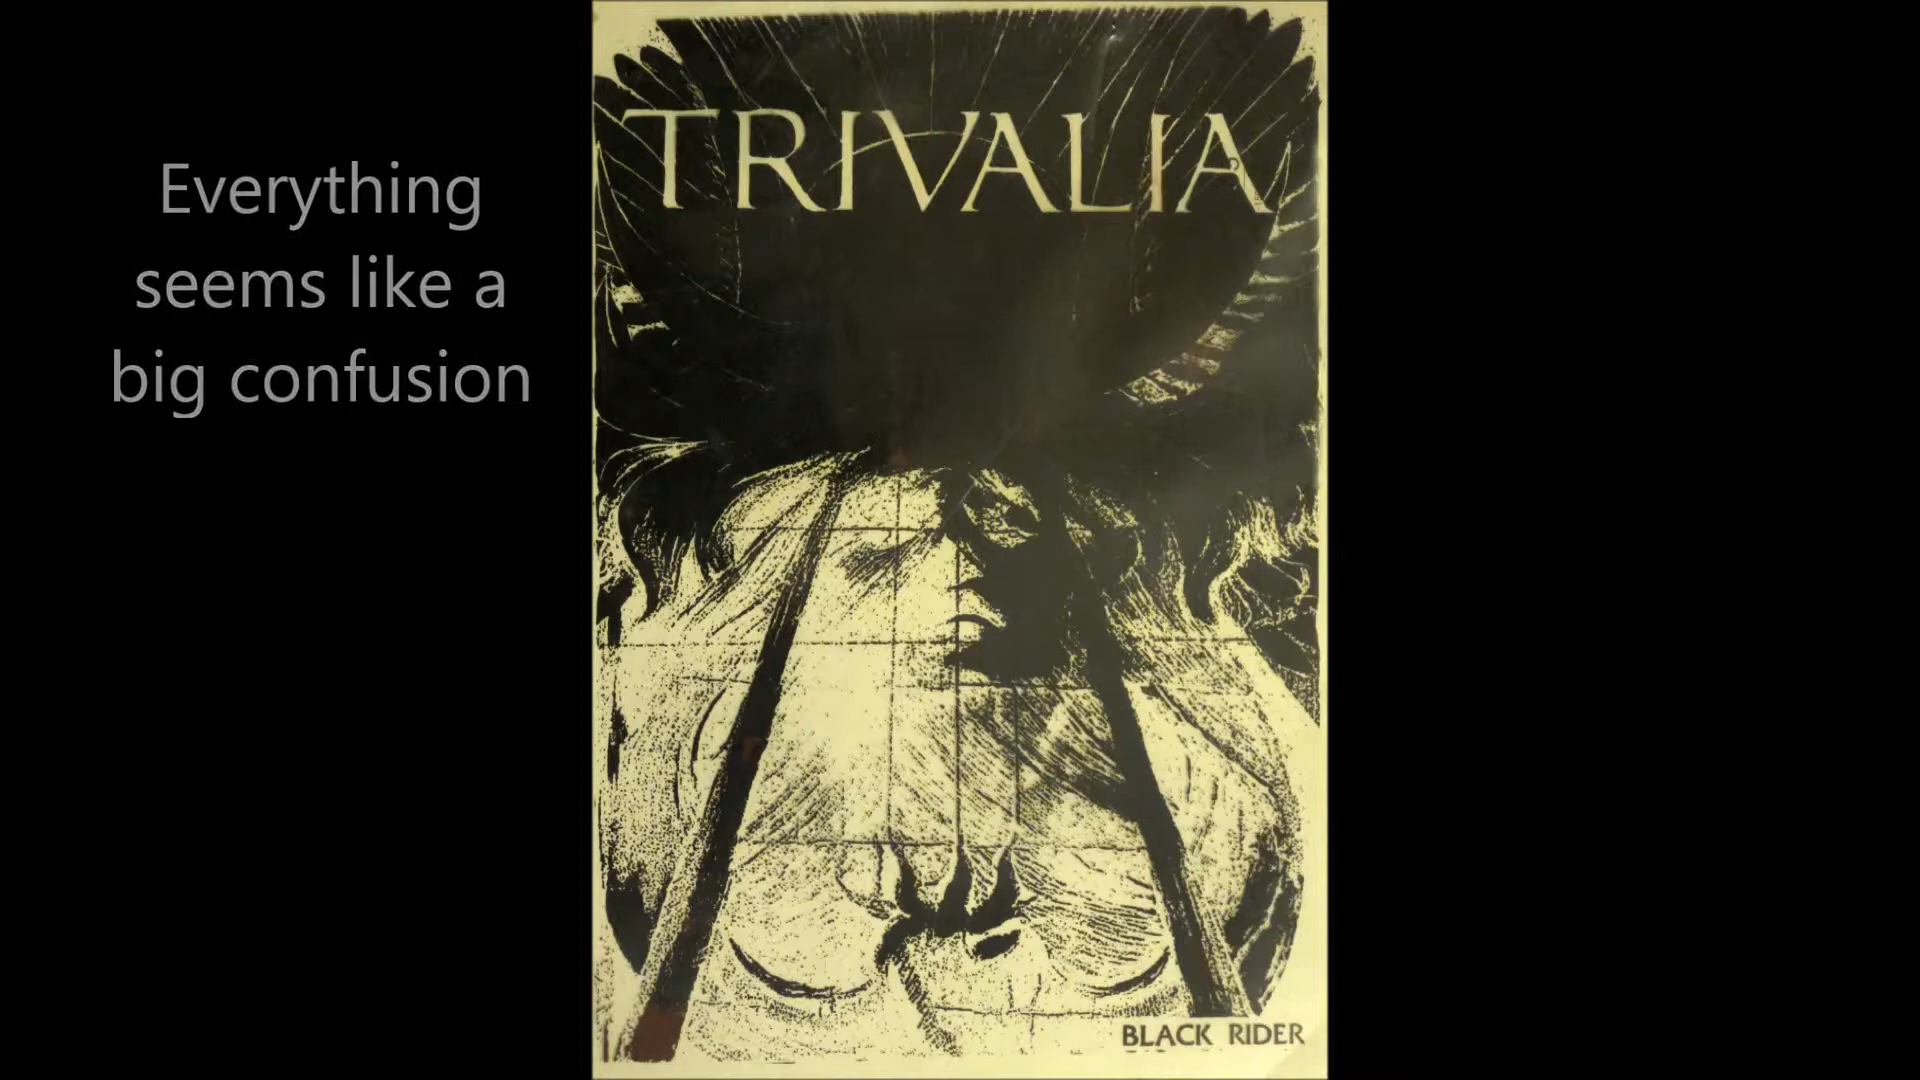 Everything
seems like a
big confusion
TRIVALIA
BLACK RIDER